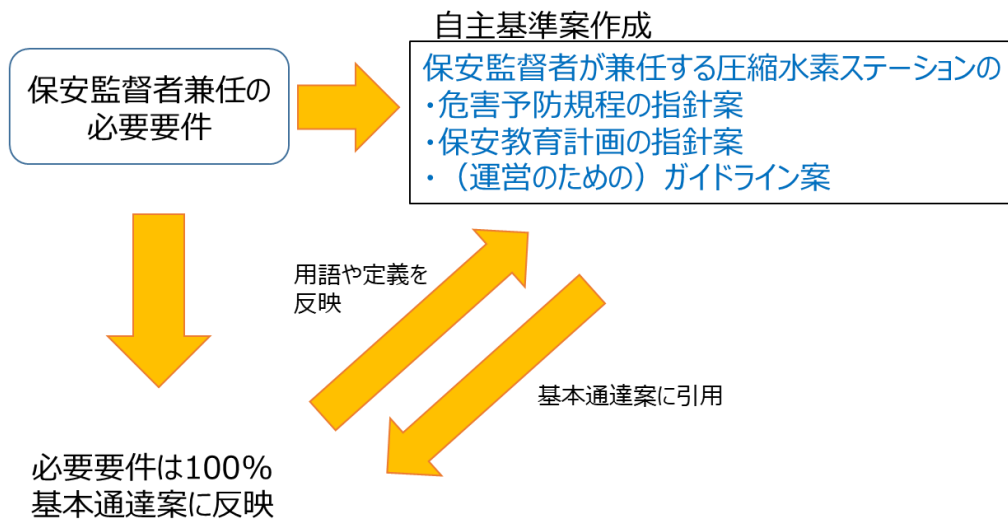 自主基準案作成
保安監督者兼任の
必要要件
保安監督者が兼任する圧縮水素ステーションの
・危害予防規程の指針案
・保安教育計画の指針案
・（運営のための）ガイドライン案
用語や定義を
反映
基本通達案に引用
必要要件は100%
基本通達案に反映